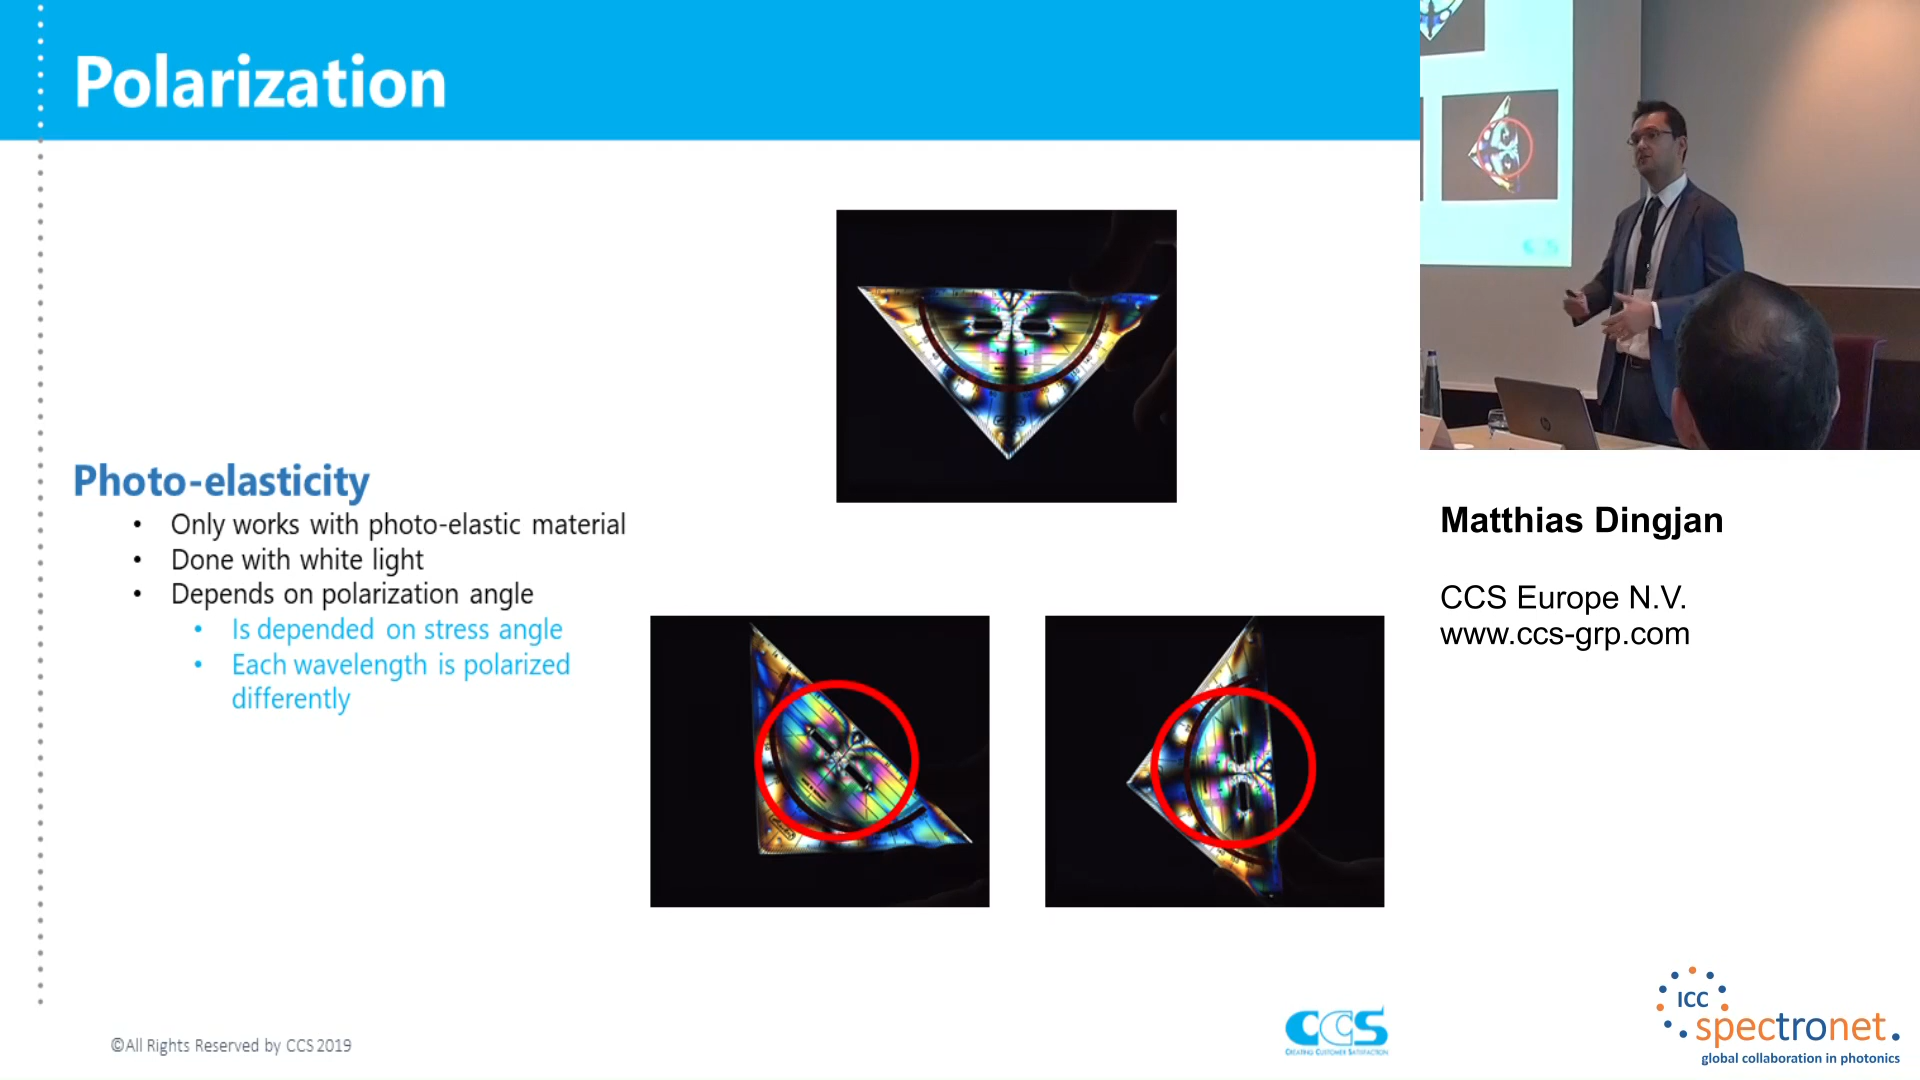 Polarization
Photo-elasticity
• Only works with photo-elastic material
• Done with white light
• Depends on polarization angle
• Is depended on stress angle
• Each wavelength is polarized
differently
©All Rights Reserved by CCS 2019
CCS
CREATING CUSTOMER SATISFACTION
Matthias Dingjan
CCS Europe N.V.
www.ccs-grp.com
ICC
spectronet.
global collaboration in photonics